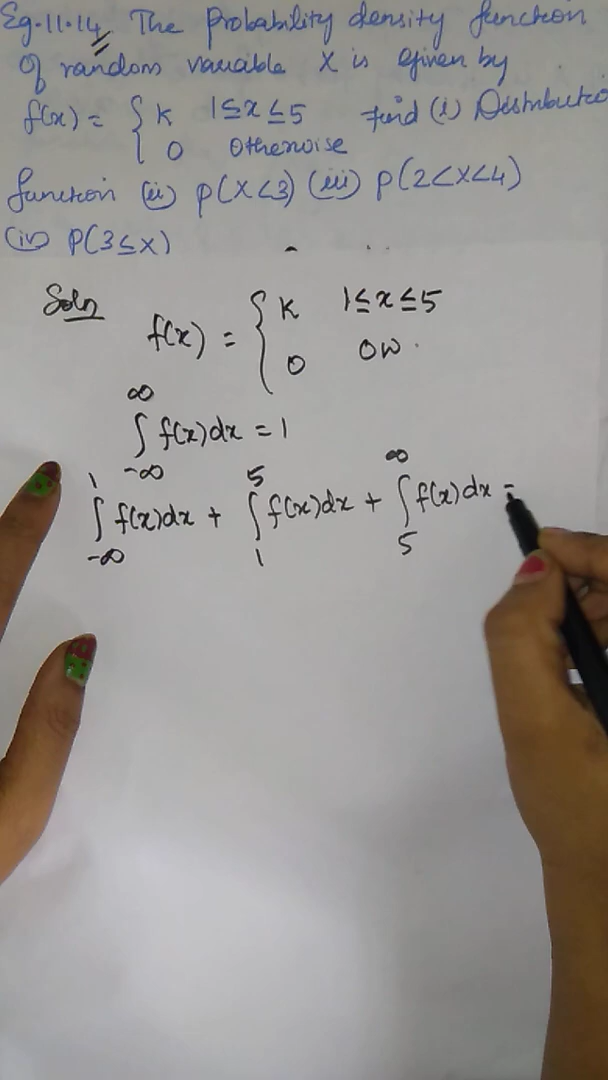 Eg. 11.14 The Probability density function
Of random variable X is given by
f(x) = { K 1≤x≤5 find (i) Distributio
0 Otherwise
function (ii) P(X<3) (iii) P(2<X<4)
(iv) P(3≤X)
Soln
f(x) = { K 1≤x≤5
0 OW.
∫_{-∞}^{∞} f(x)dx = 1
∫_{-∞}^{1} f(x)dx + ∫_{1}^{5} f(x)dx + ∫_{5}^{∞} f(x)dx =